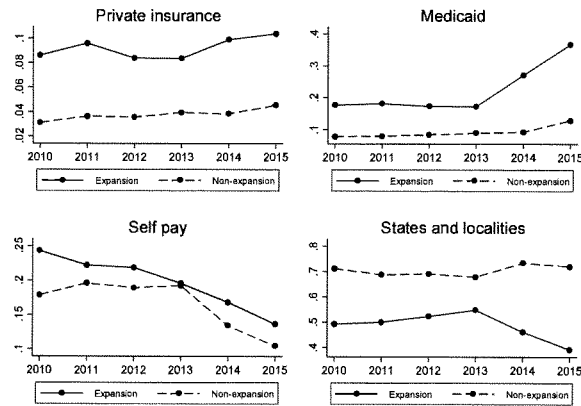 Private insurance
Medicaid
.1
.08
.06
.04
.02
.4
.3
.2
.1
2010 2011 2012 2013 2014 2015
2010 2011 2012 2013 2014 2015
Expansion Non-expansion
Expansion Non-expansion
Self pay
States and localities
.25
.2
.15
.1
.8
.7
.6
.5
.4
2010 2011 2012 2013 2014 2015
2010 2011 2012 2013 2014 2015
Expansion Non-expansion
Expansion Non-expansion